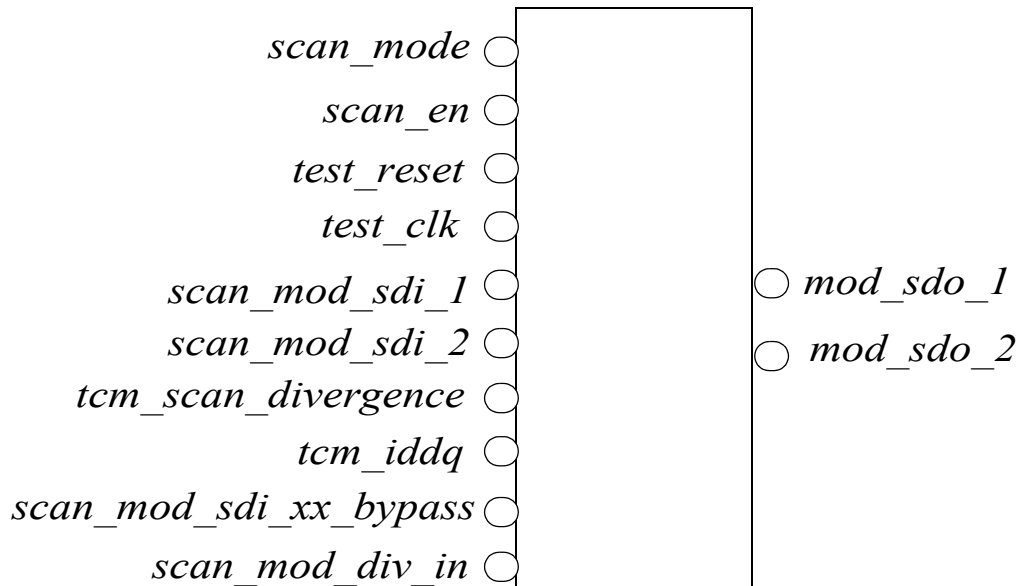 scan_mode
scan_en
test_reset
test_clk
scan_mod_sdi_1
scan_mod_sdi_2
tcm_scan_divergence
tcm_iddq
scan_mod_sdi_xx_bypass
scan_mod_div_in
mod_sdo_1
mod_sdo_2